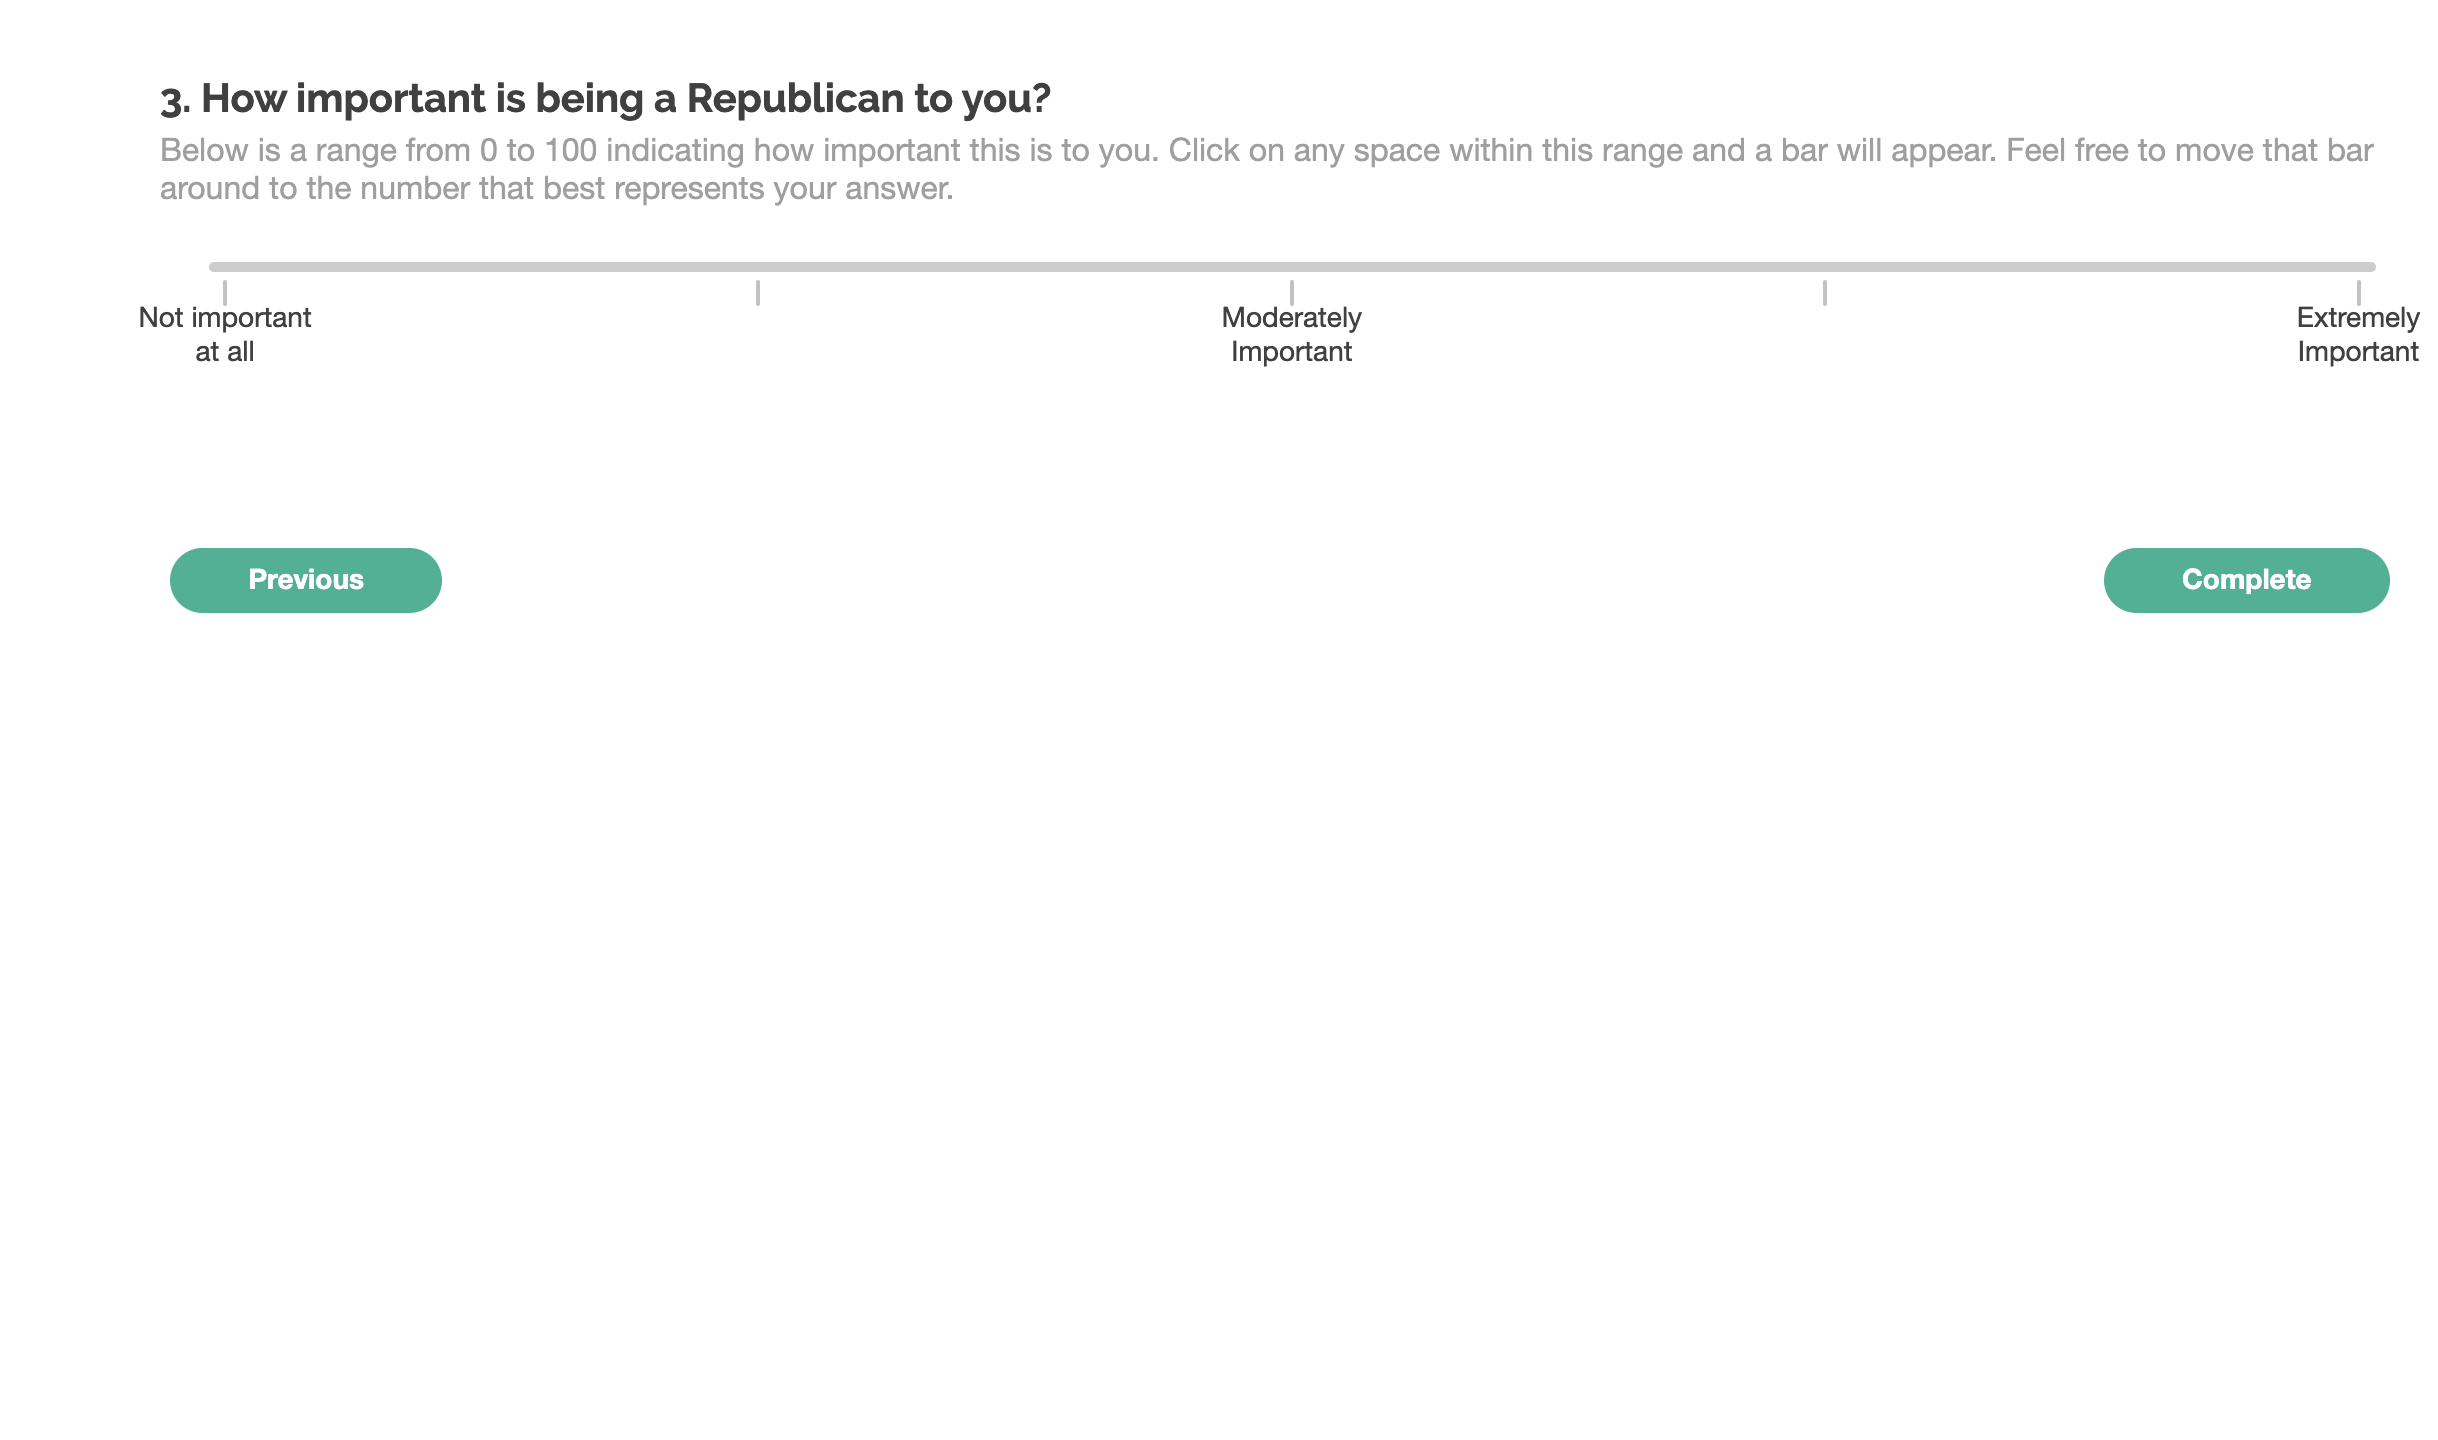 3. How important is being a Republican to you?
Below is a range from 0 to 100 indicating how important this is to you. Click on any space within this range and a bar will appear. Feel free to move that bar
around to the number that best represents your answer.
Not important
at all
Moderately
Important
Extremely
Important
Previous
Complete